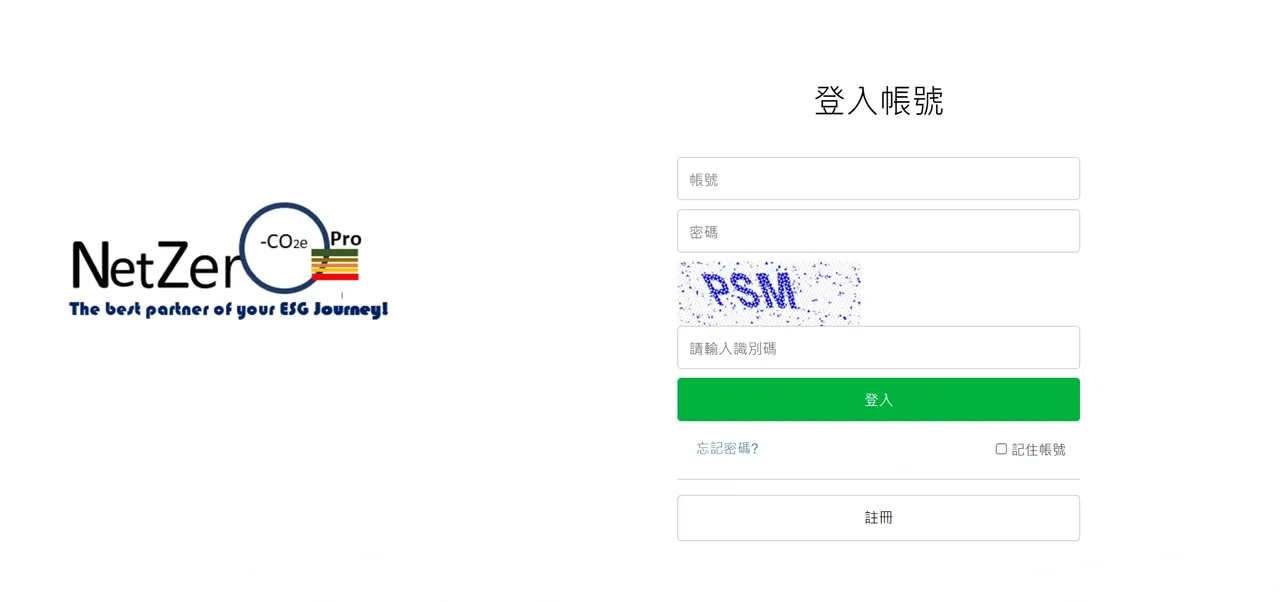 NetZer
-CO2e
Pro
The best partner of your ESG Journey!
登入帳號
帳號
密碼
PSM
請輸入識別碼
登入
忘記密碼?
記住帳號
註冊